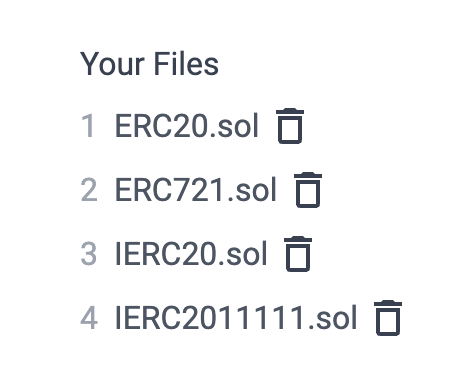 Your Files
1 ERC20.sol
2 ERC721.sol
3 IERC20.sol
4 IERC2011111.sol